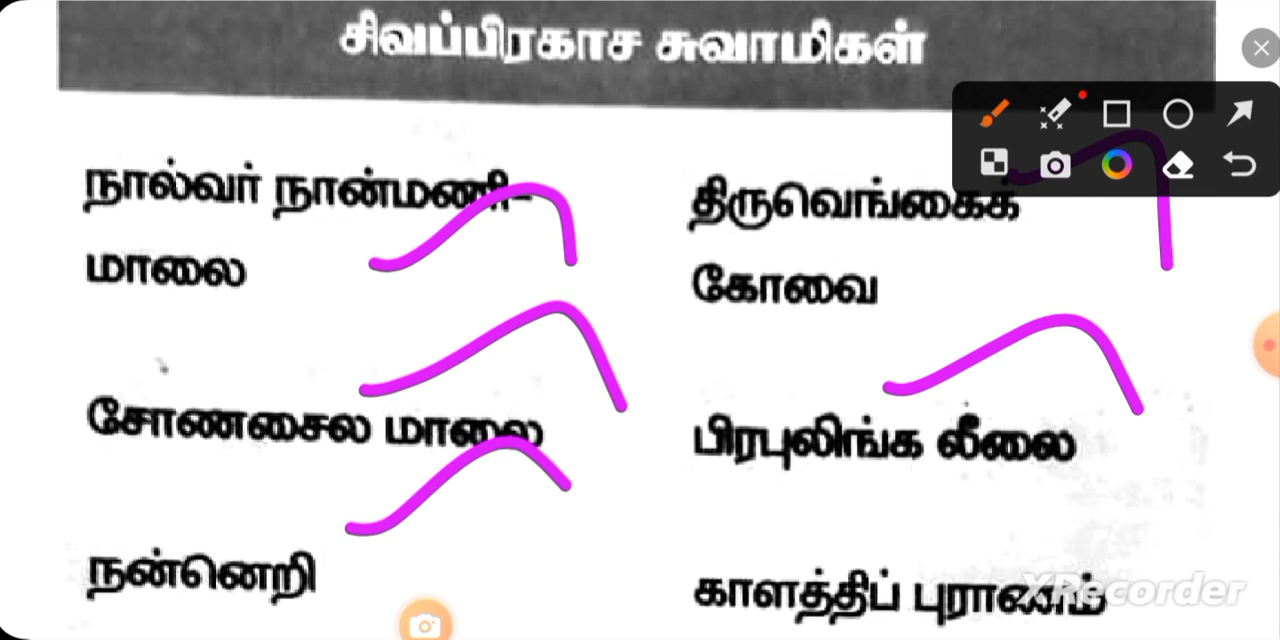 சிவப்பிரகாச சுவாமிகள்
நால்வர் நான்மணி-
மாலை
திருவெங்கைக்
கோவை
சோணசைல மாலை
பிரபுலிங்க லீலை
நன்னெறி
காளத்திப் புராணம்
XRecorder